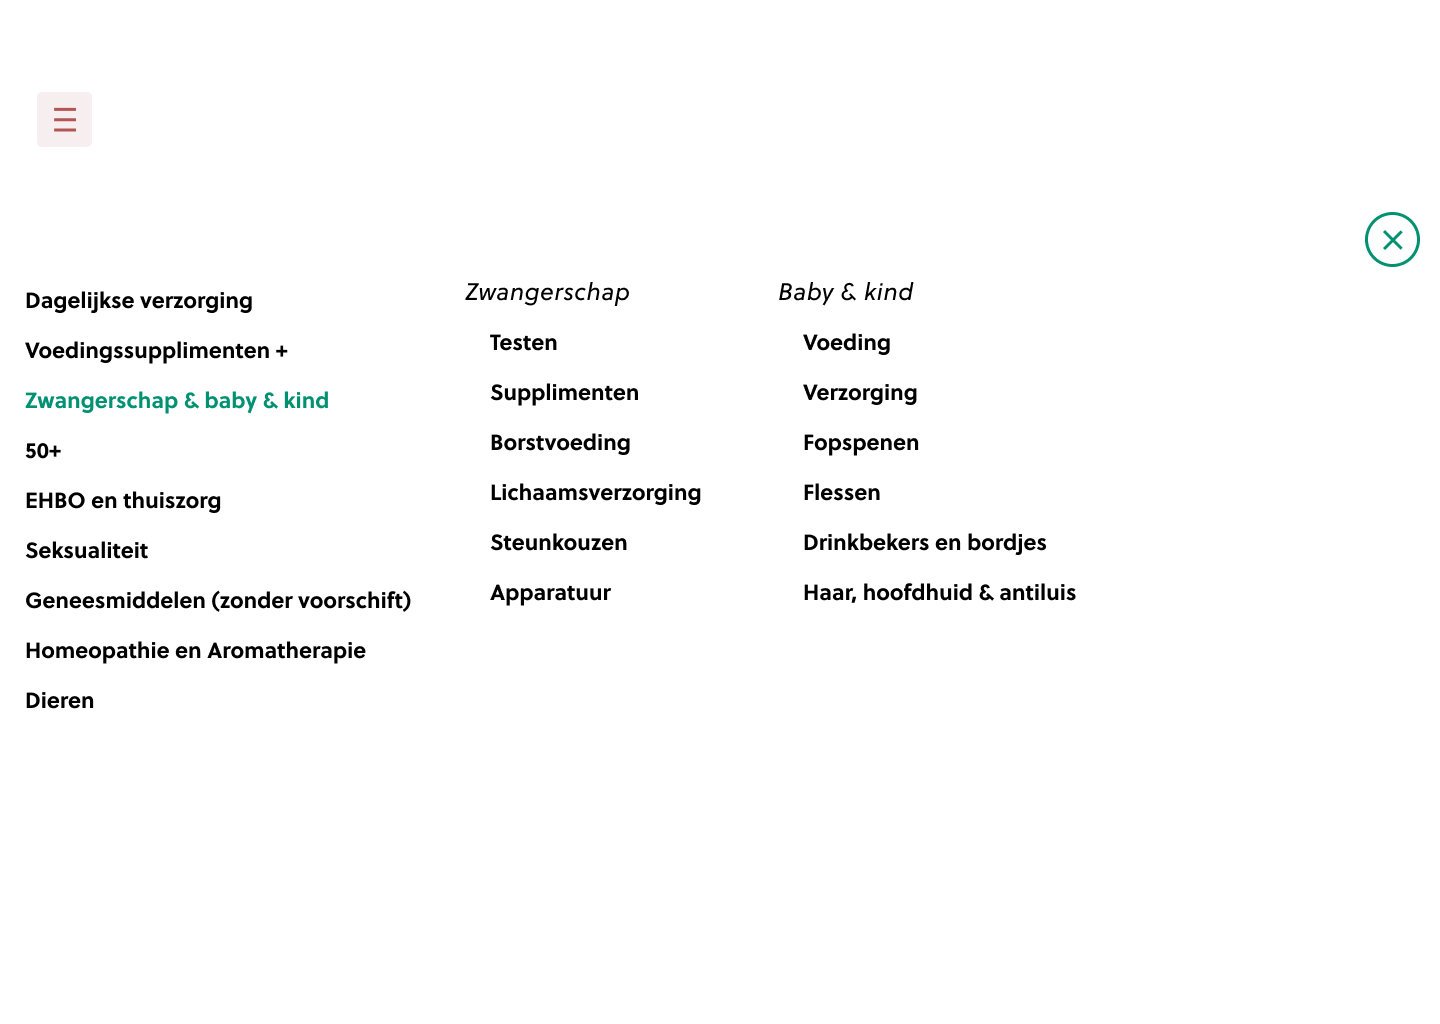 Dagelijkse verzorging
Voedingssupplimenten +
Zwangerschap & baby & kind
50+
EHBO en thuiszorg
Seksualiteit
Geneesmiddelen (zonder voorschift)
Homeopathie en Aromatherapie
Dieren
Zwangerschap
Testen
Supplimenten
Borstvoeding
Lichaamsverzorging
Steunkouzen
Apparatuur
Baby & kind
Voeding
Verzorging
Fopspenen
Flessen
Drinkbekers en bordjes
Haar, hoofdhuid & antiluis